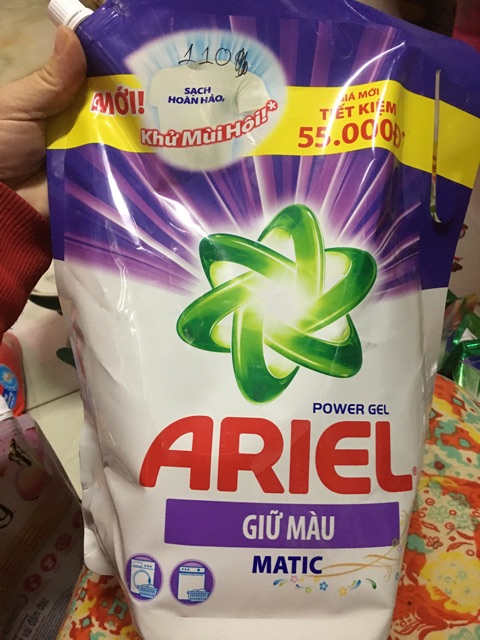 110
MỚI!
SẠCH
HOÀN HẢO,
Khử Mùi Hôi!*
GIÁ MỚI
TIẾT KIỆM
55.000Đ*
POWER GEL
ARIEL
GIỮ MÀU
MATIC